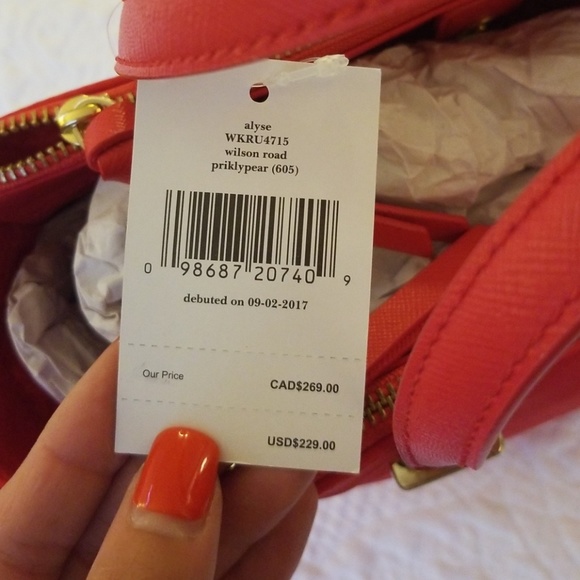 alyse
WKRU4715
wilson road
priklypear (605)
0 98687 20740 9
debuted on 09-02-2017
Our Price
CAD$269.00
USD$229.00